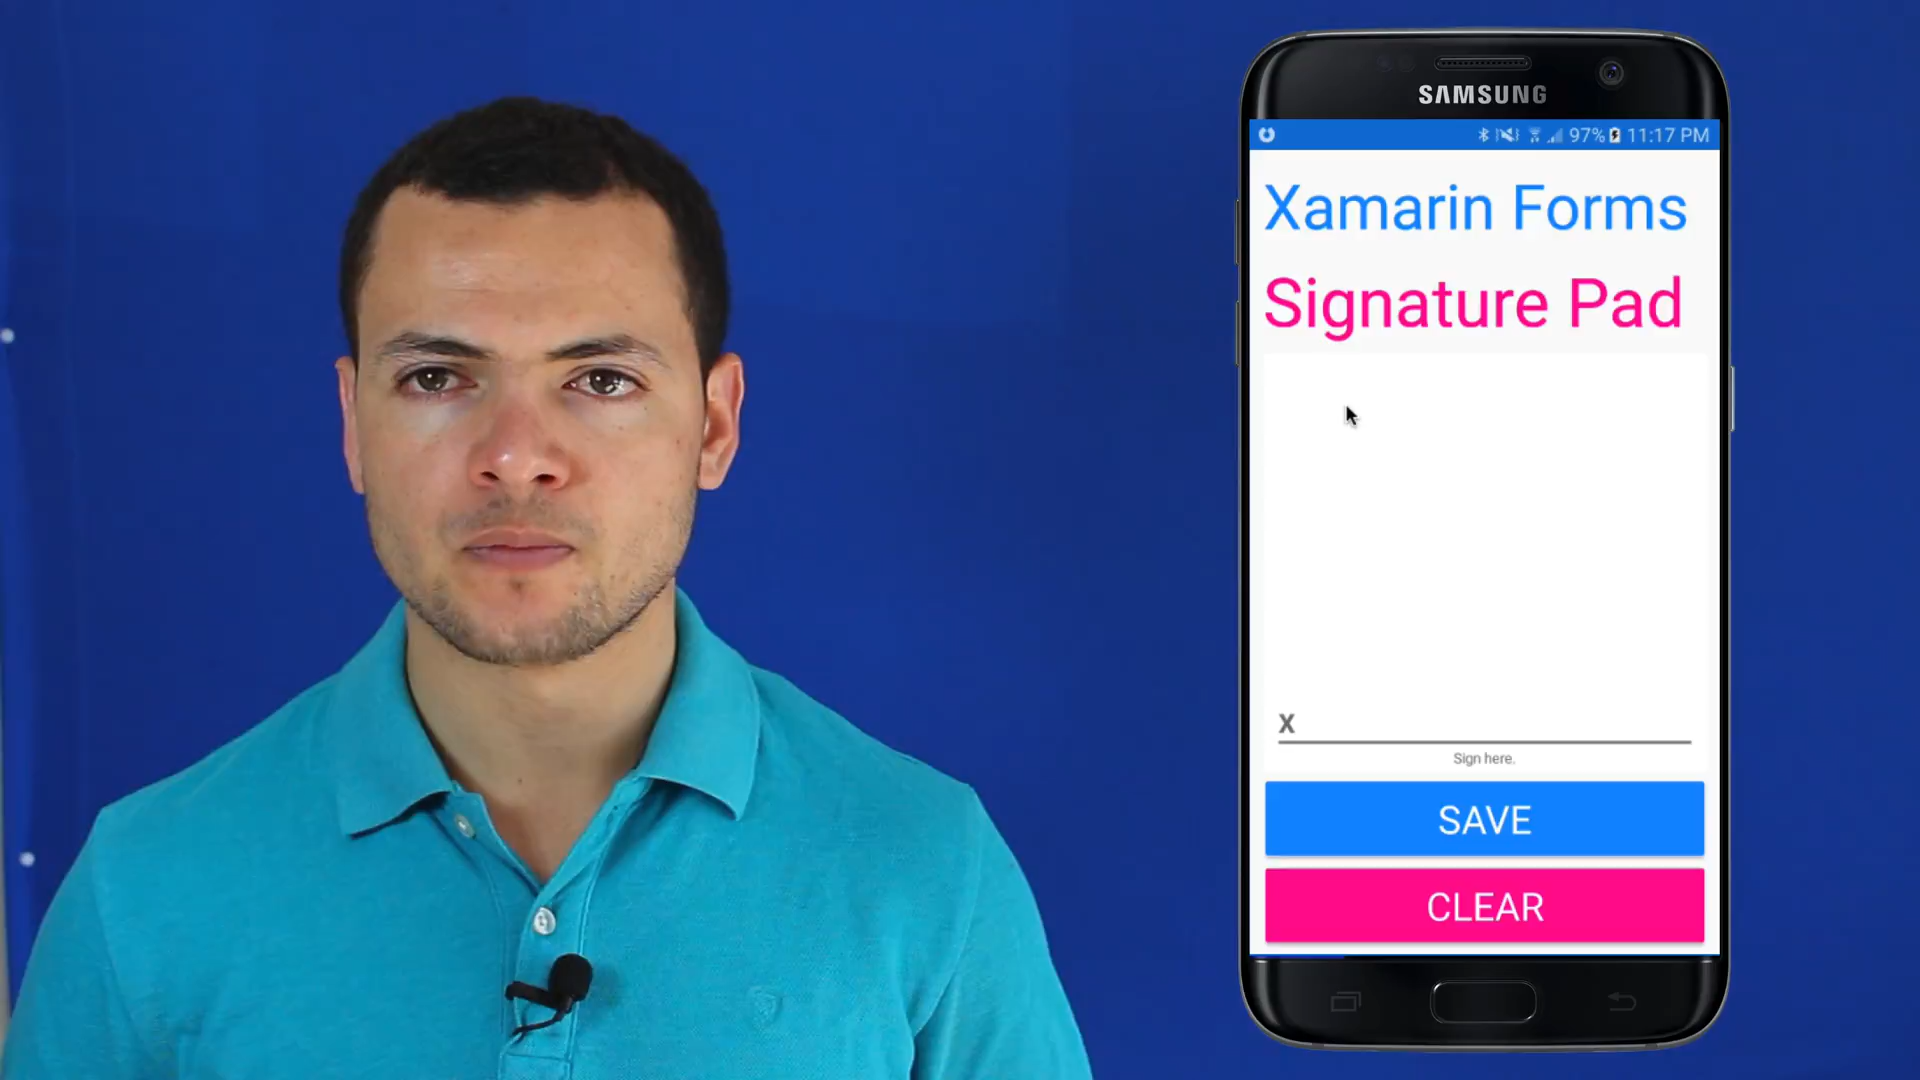 SAMSUNG
97% 11:17 PM
Xamarin Forms
Signature Pad
X
Sign here.
SAVE
CLEAR